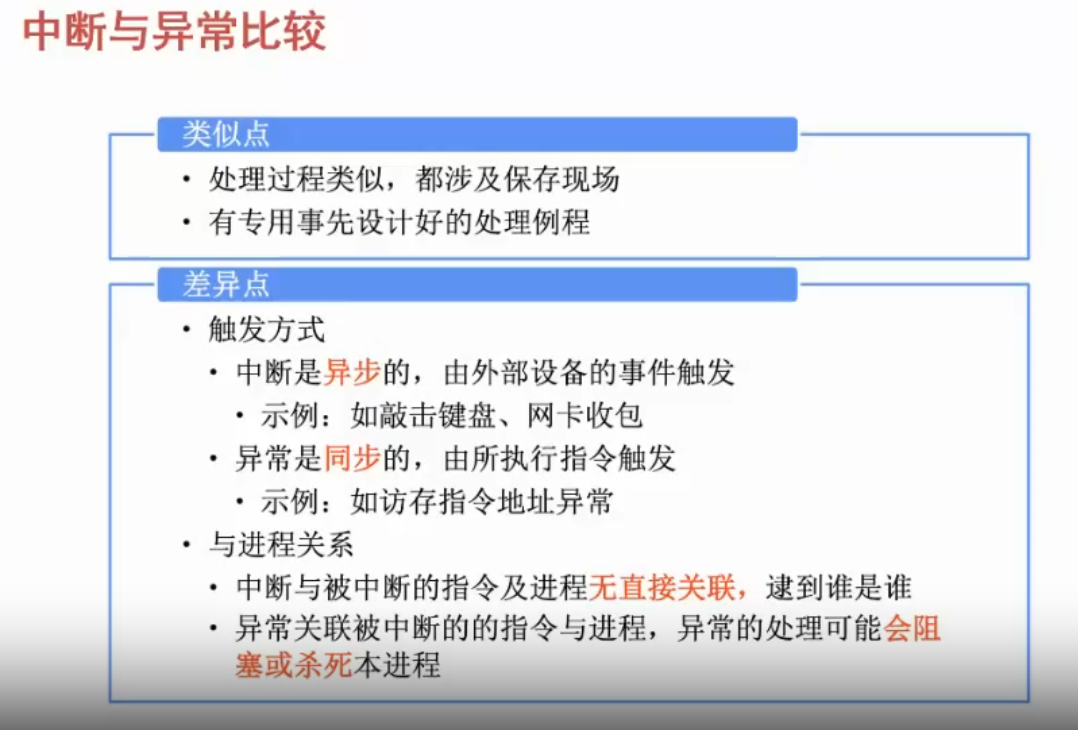 中断与异常比较
类似点
• 处理过程类似，都涉及保存现场
• 有专用事先设计好的处理例程
差异点
• 触发方式
• 中断是异步的，由外部设备的事件触发
• 示例：如敲击键盘、网卡收包
• 异常是同步的，由所执行指令触发
• 示例：如访存指令地址异常
• 与进程关系
• 中断与被中断的指令及进程无直接关联，逮到谁是谁
• 异常关联被中断的的指令与进程，异常的处理可能会阻
塞或杀死本进程